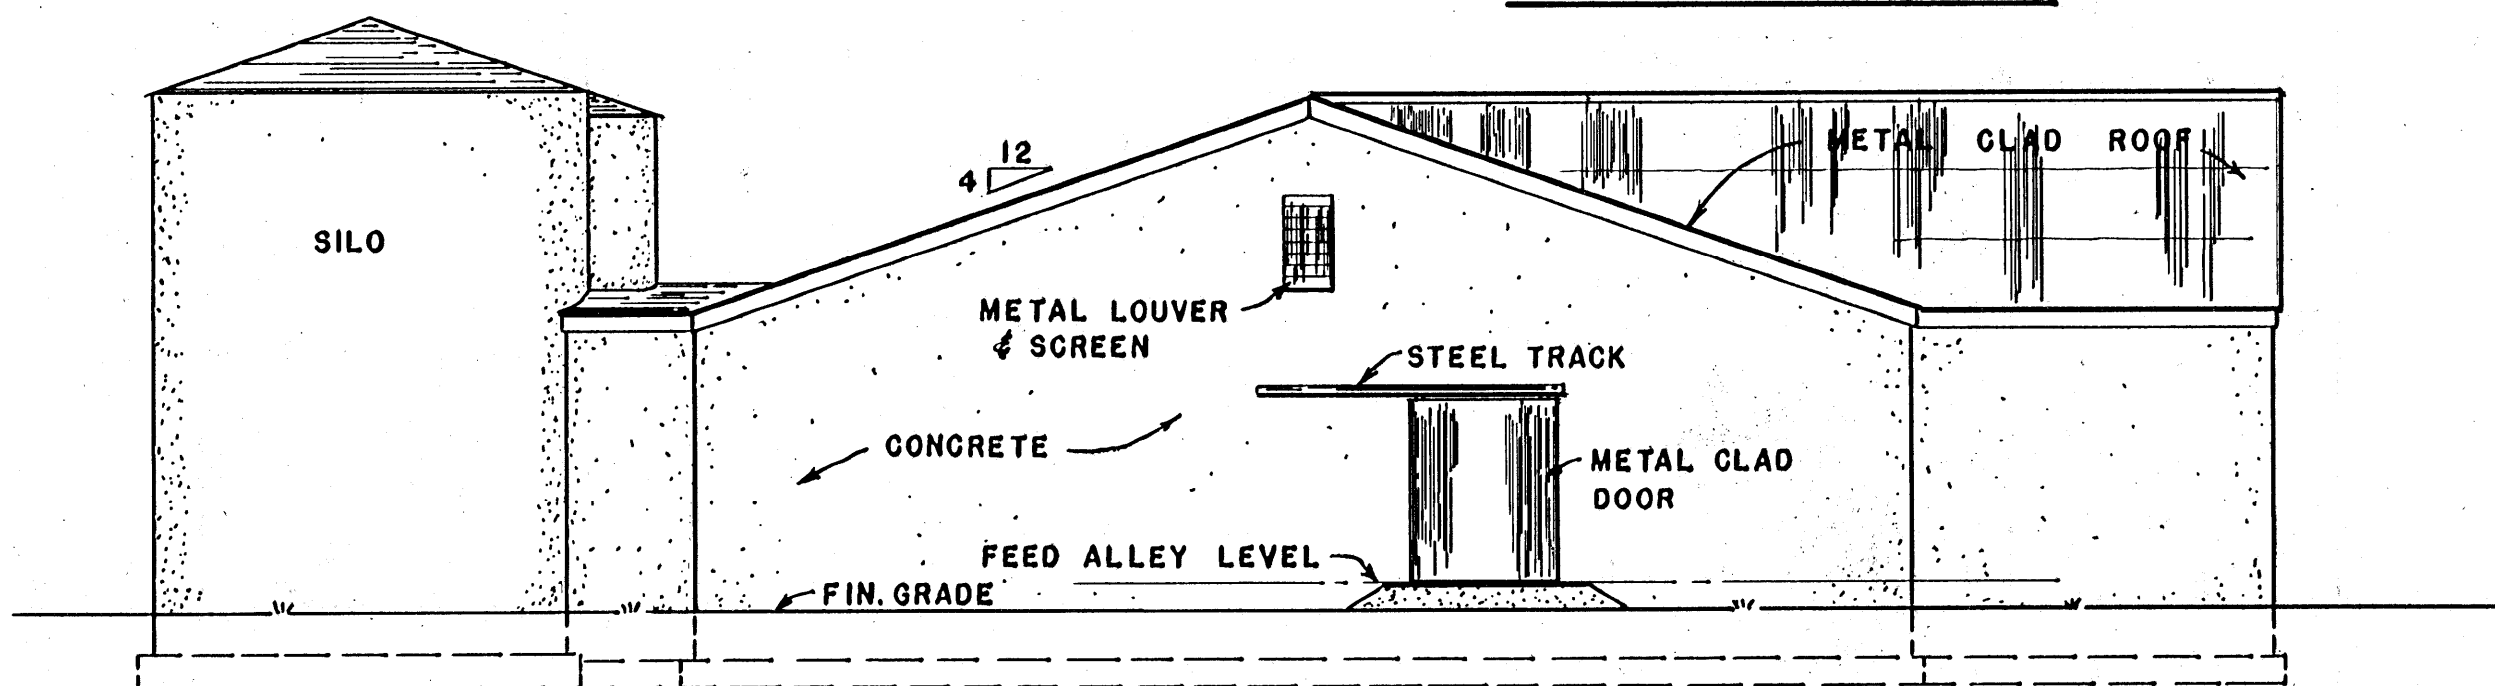 12
4
METAL CLAD ROOF
SILO
METAL LOUVER
& SCREEN
STEEL TRACK
CONCRETE
METAL CLAD
DOOR
FEED ALLEY LEVEL
FIN. GRADE